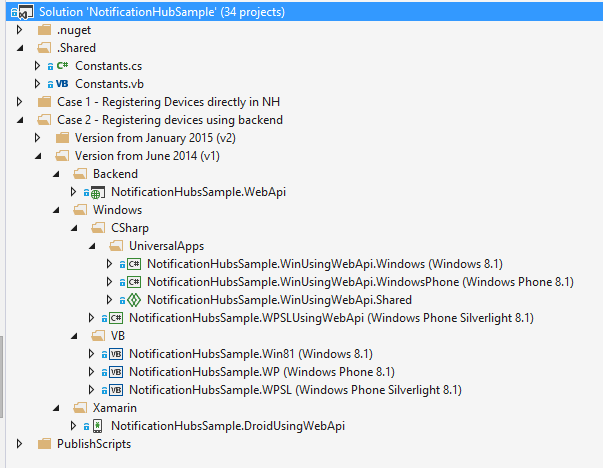 Solution 'NotificationHubSample' (34 projects)
.nuget
.Shared
C# Constants.cs
VB Constants.vb
Case 1 - Registering Devices directly in NH
Case 2 - Registering devices using backend
Version from January 2015 (v2)
Version from June 2014 (v1)
Backend
NotificationHubsSample.WebApi
Windows
CSharp
UniversalApps
C# NotificationHubsSample.WinUsingWebApi.Windows (Windows 8.1)
C# NotificationHubsSample.WinUsingWebApi.WindowsPhone (Windows Phone 8.1)
NotificationHubsSample.WinUsingWebApi.Shared
C# NotificationHubsSample.WPSLUsingWebApi (Windows Phone Silverlight 8.1)
VB
VB NotificationHubsSample.Win81 (Windows 8.1)
VB NotificationHubsSample.WP (Windows Phone 8.1)
VB NotificationHubsSample.WPSL (Windows Phone Silverlight 8.1)
Xamarin
NotificationHubsSample.DroidUsingWebApi
PublishScripts